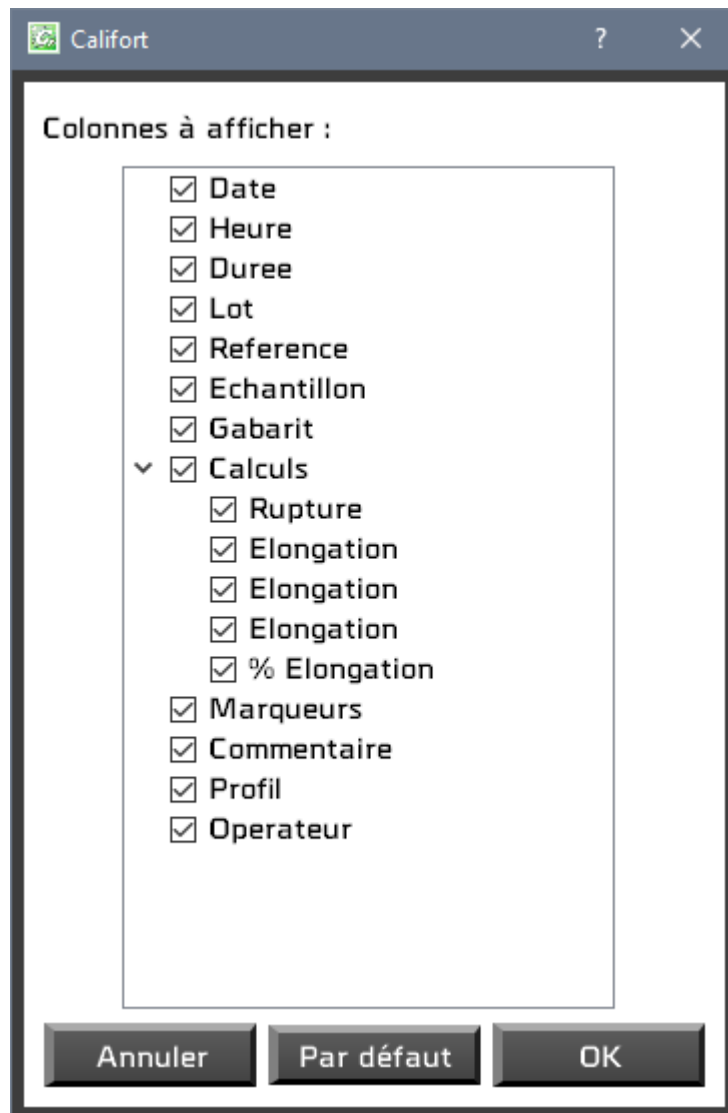 Califort
Colonnes à afficher :
Date
Heure
Duree
Lot
Reference
Echantillon
Gabarit
Calculs
Rupture
Elongation
Elongation
Elongation
% Elongation
Marqueurs
Commentaire
Profil
Operateur
Annuler Par défaut OK